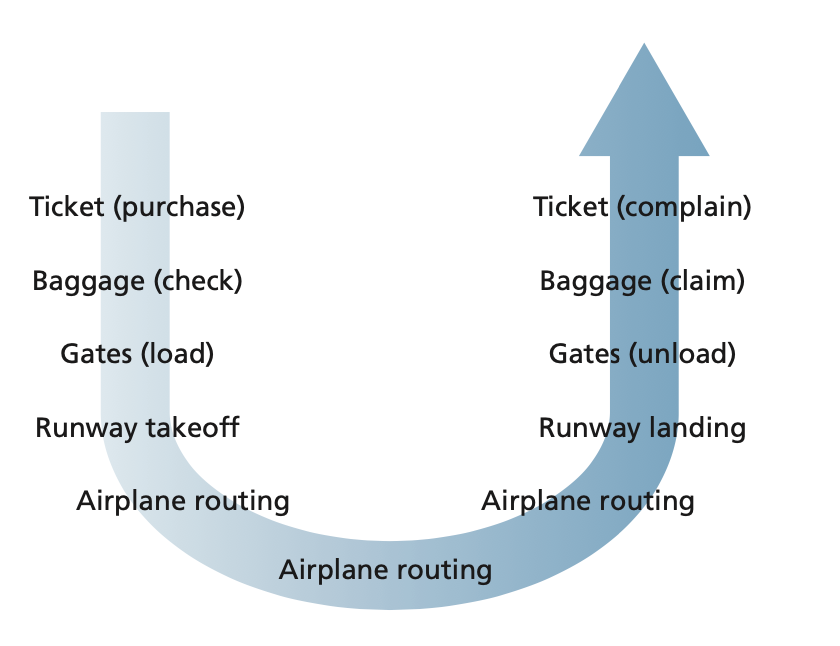 Ticket (purchase)
Baggage (check)
Gates (load)
Runway takeoff
Airplane routing
Airplane routing
Airplane routing
Runway landing
Gates (unload)
Baggage (claim)
Ticket (complain)